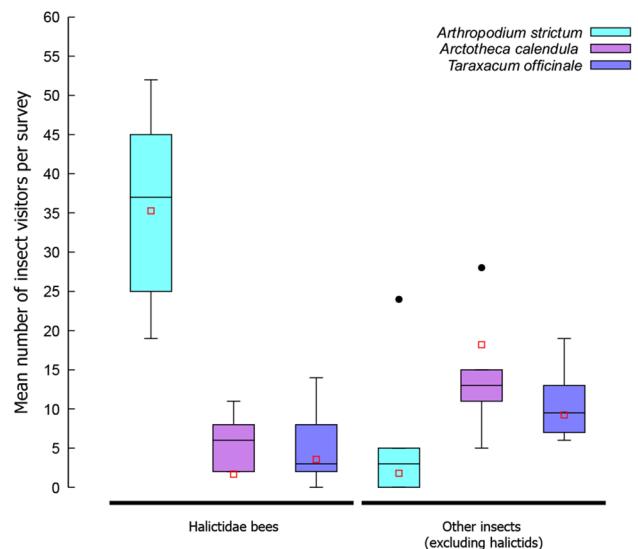 Mean number of insect visitors per survey
60
55
50
45
40
35
30
25
20
15
10
5
0
Arthropodium strictum
Arctotheca calendula
Taraxacum officinale
Halictidae bees
Other insects
(excluding halictids)